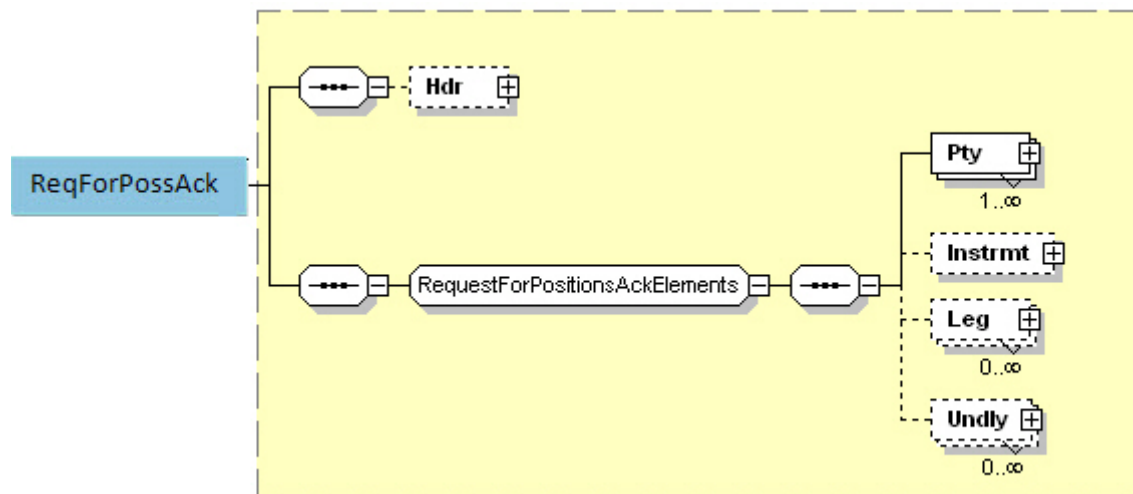 Hdr
ReqForPossAck
Pty
1..∞
Instrmt
RequestForPositionsAckElements
Leg
0..∞
Undly
0..∞